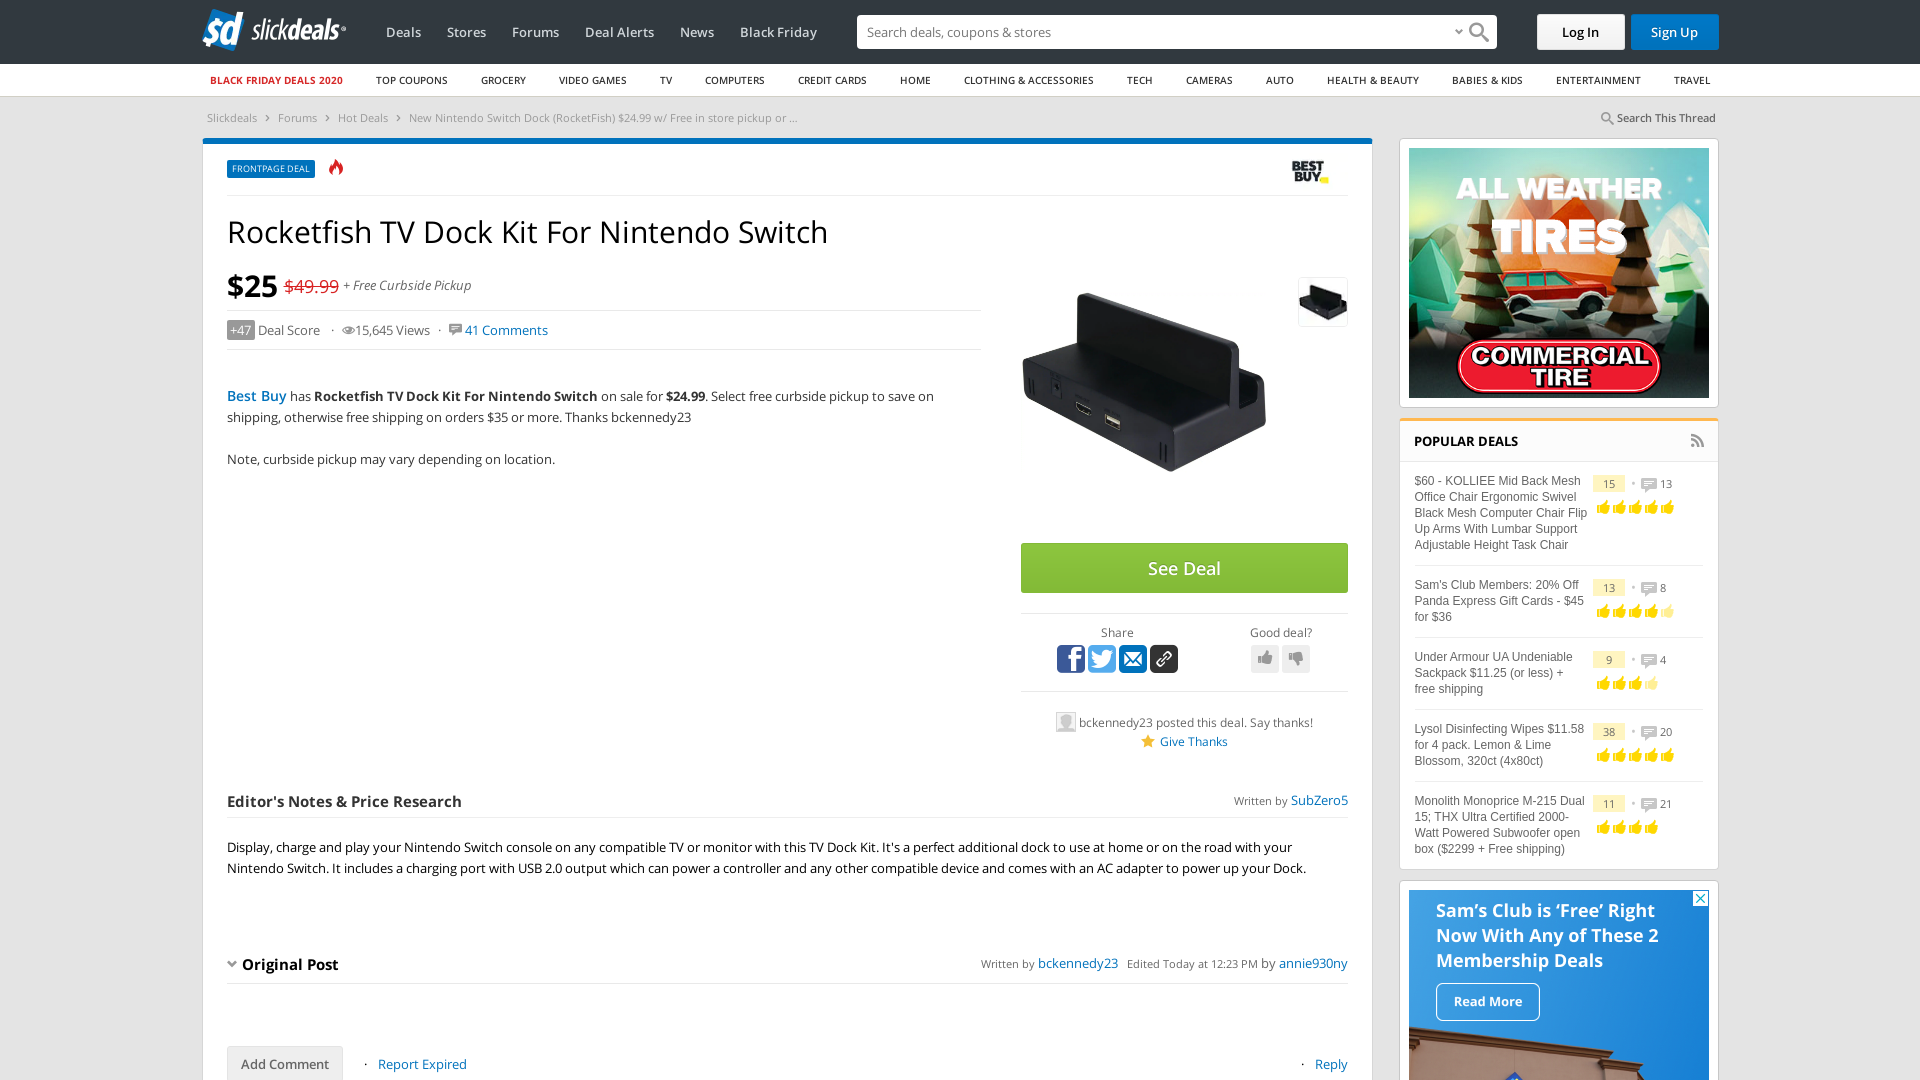 sd slickdeals
Deals
Stores
Forums
Deal Alerts
News
Black Friday
Search deals, coupons & stores
Log In
Sign Up
BLACK FRIDAY DEALS 2020
TOP COUPONS
GROCERY
VIDEO GAMES
TV
COMPUTERS
CREDIT CARDS
HOME
CLOTHING & ACCESSORIES
TECH
CAMERAS
AUTO
HEALTH & BEAUTY
BABIES & KIDS
ENTERTAINMENT
TRAVEL
Slickdeals › Forums › Hot Deals › New Nintendo Switch Dock (RocketFish) $24.99 w/ Free in store pickup or ...
Search This Thread
FRONTPAGE DEAL
BEST
BUY
Rocketfish TV Dock Kit For Nintendo Switch
$25 $49.99 + Free Curbside Pickup
+47 Deal Score · 15,645 Views · 41 Comments
Best Buy has Rocketfish TV Dock Kit For Nintendo Switch on sale for $24.99. Select free curbside pickup to save on
shipping, otherwise free shipping on orders $35 or more. Thanks bckennedy23
Note, curbside pickup may vary depending on location.
See Deal
Share
Good deal?
bckennedy23 posted this deal. Say thanks!
Give Thanks
Editor's Notes & Price Research
Written by SubZero5
Display, charge and play your Nintendo Switch console on any compatible TV or monitor with this TV Dock Kit. It's a perfect additional dock to use at home or on the road with your
Nintendo Switch. It includes a charging port with USB 2.0 output which can power a controller and any other compatible device and comes with an AC adapter to power up your Dock.
Original Post
Written by bckennedy23 Edited Today at 12:23 PM by annie930ny
Add Comment
· Report Expired
· Reply
ALL WEATHER
TIRES
COMMERCIAL
TIRE
POPULAR DEALS
$60 - KOLLIEE Mid Back Mesh
Office Chair Ergonomic Swivel
Black Mesh Computer Chair Flip
Up Arms With Lumbar Support
Adjustable Height Task Chair
15 • 13
Sam's Club Members: 20% Off
Panda Express Gift Cards - $45
for $36
13 • 8
Under Armour UA Undeniable
Sackpack $11.25 (or less) +
free shipping
9 • 4
Lysol Disinfecting Wipes $11.58
for 4 pack. Lemon & Lime
Blossom, 320ct (4x80ct)
38 • 20
Monolith Monoprice M-215 Dual
15; THX Ultra Certified 2000-
Watt Powered Subwoofer open
box ($2299 + Free shipping)
11 • 21
Sam's Club is 'Free' Right
Now With Any of These 2
Membership Deals
Read More